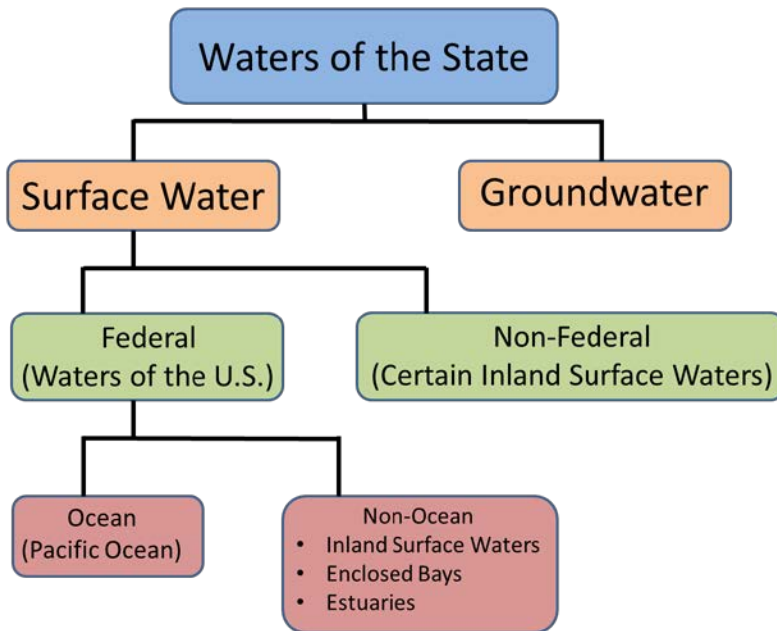 Waters of the State
Surface Water
Groundwater
Federal
(Waters of the U.S.)
Non-Federal
(Certain Inland Surface Waters)
Ocean
(Pacific Ocean)
Non-Ocean
• Inland Surface Waters
• Enclosed Bays
• Estuaries